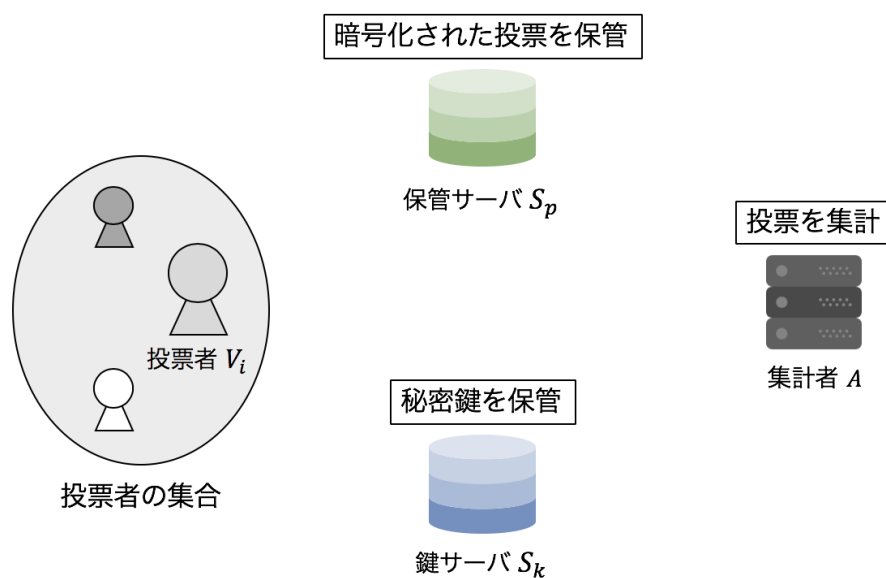 暗号化された投票を保管
保管サーバ S_p
投票を集計
投票者 V_i
集計者 A
秘密鍵を保管
投票者の集合
鍵サーバ S_k